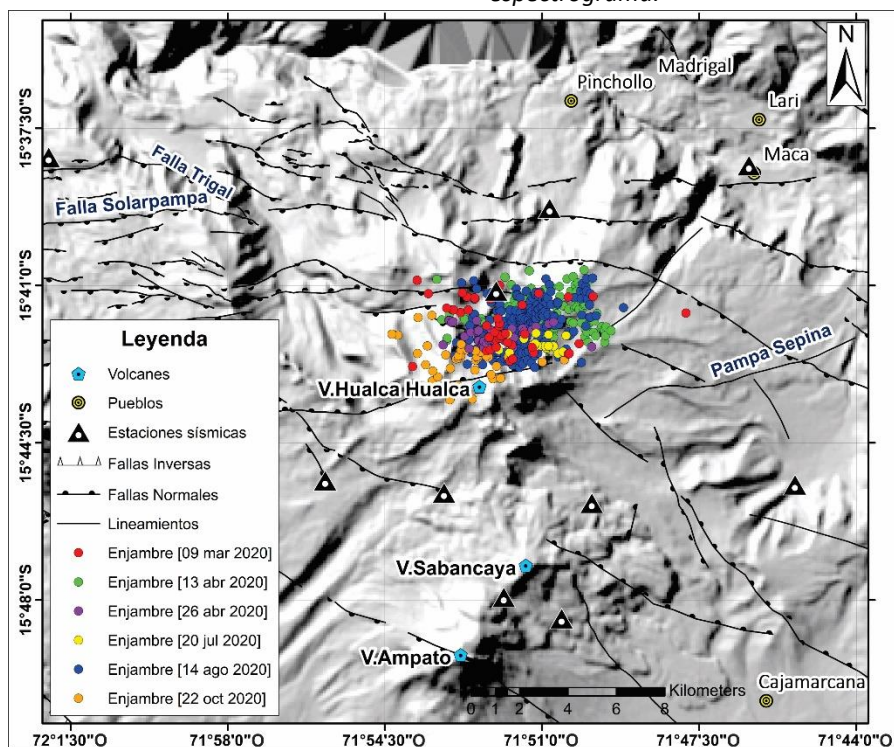 espectrograma.
N
Madrigal
Pinchollo
Lari
Maca
15°37'30"S
Falla Trigal
Falla Solarpampa
15°41'0"S
Pampa Sepina
Leyenda
Volcanes
Pueblos
Estaciones sísmicas
Fallas Inversas
Fallas Normales
Lineamientos
Enjambre [09 mar 2020]
Enjambre [13 abr 2020]
Enjambre [26 abr 2020]
Enjambre [20 jul 2020]
Enjambre [14 ago 2020]
Enjambre [22 oct 2020]
V.Hualca Hualca
15°44'30"S
V.Sabancaya
15°48'0"S
V.Ampato
Cajamarcana
Kilometers
0 1 2 4 6 8
72°1'30"O
71°58'0"O
71°54'30"O
71°51'0"O
71°47'30"O
71°44'0"O